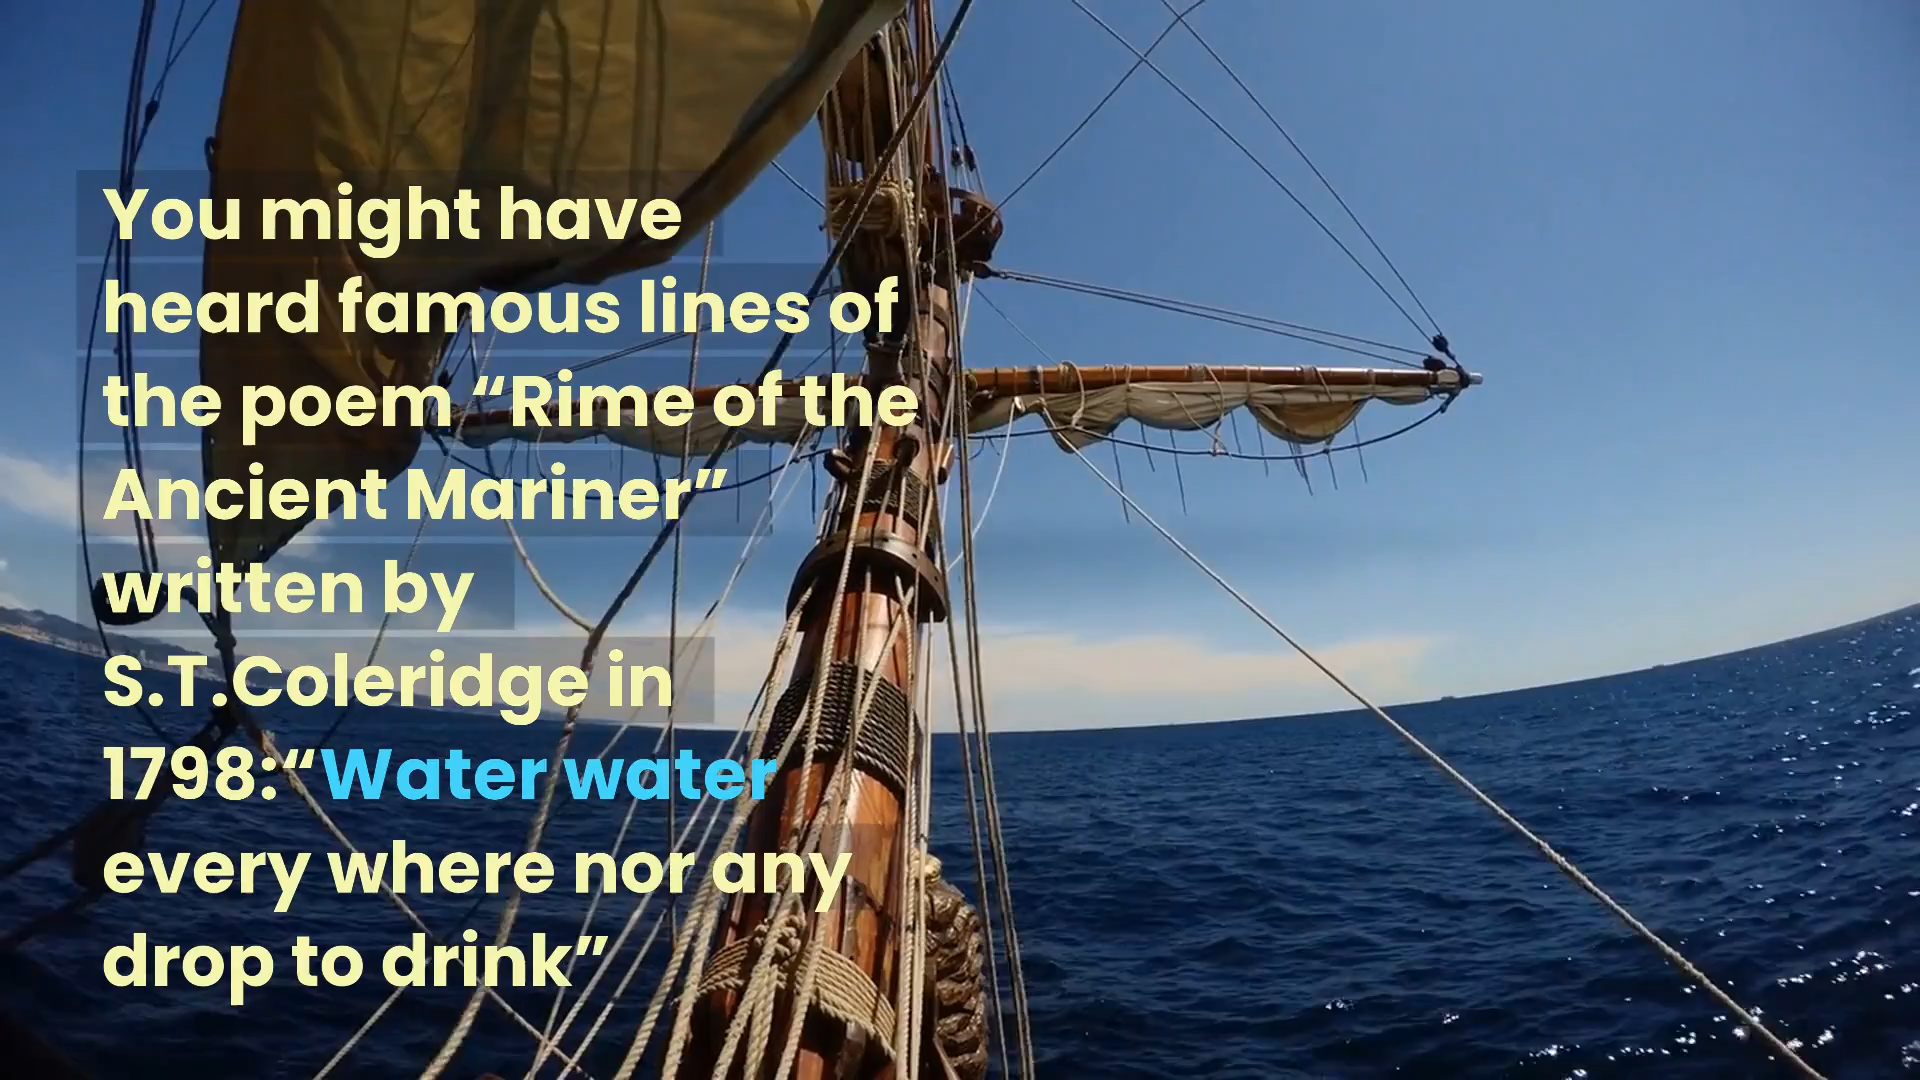 You might have
heard famous lines of
the poem “Rime of the
Ancient Mariner”
written by
S.T.Coleridge in
1798:“Water water
every where nor any
drop to drink”